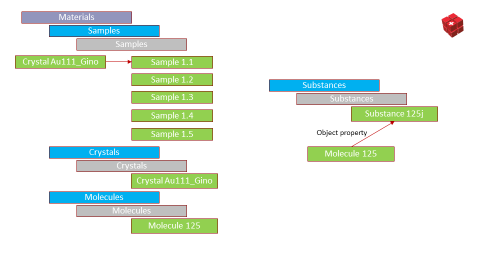 Materials
Samples
Samples
Crystal Au111_Gino
Sample 1.1
Sample 1.2
Sample 1.3
Sample 1.4
Sample 1.5
Crystals
Crystals
Crystal Au111_Gino
Molecules
Molecules
Molecule 125
Substances
Substances
Substance 125j
Object property
Molecule 125